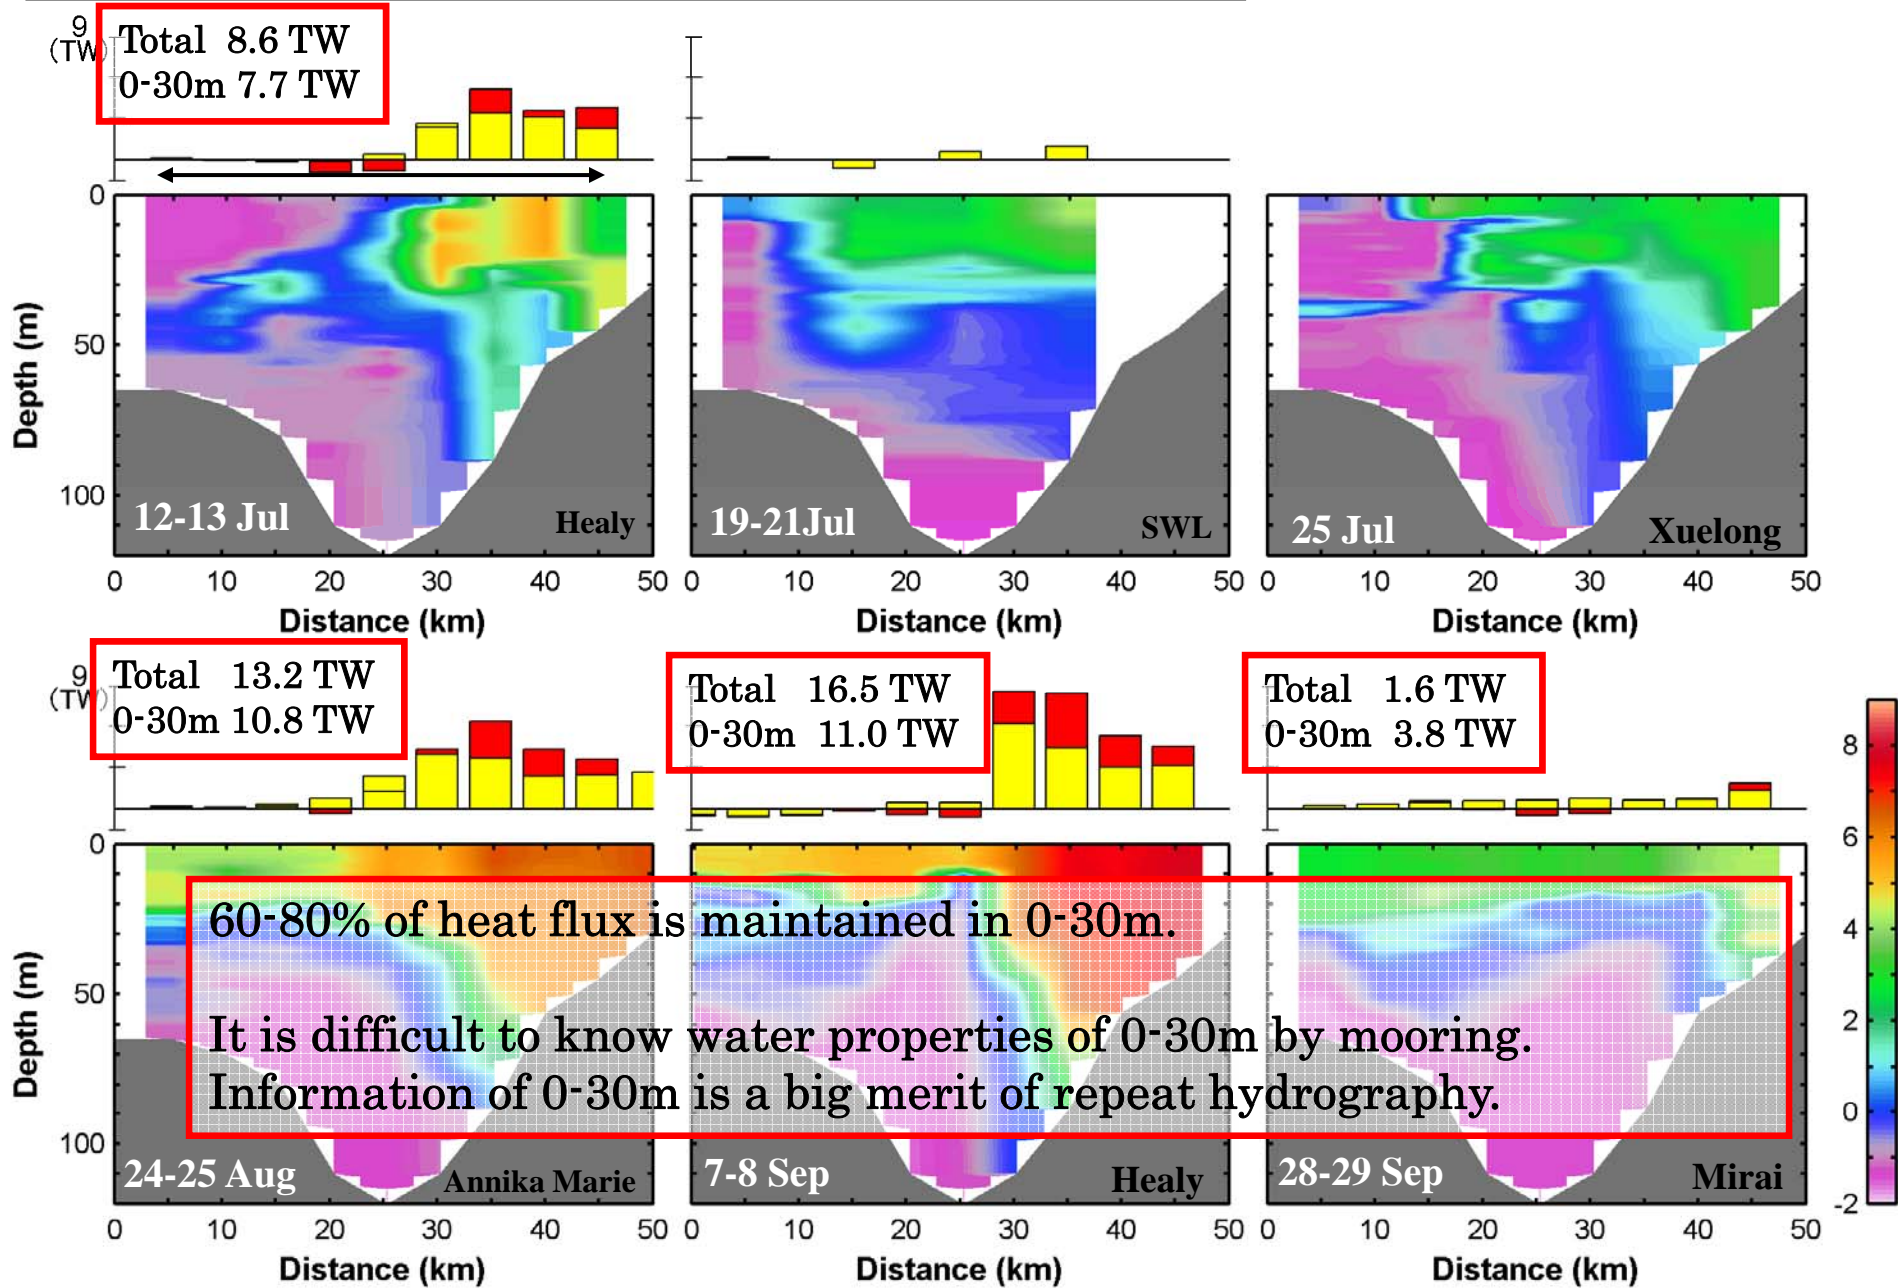 9
(TW)
Total 8.6 TW
0-30m 7.7 TW
0
50
100
Depth (m)
12-13 Jul
Healy
19-21Jul
SWL
25 Jul
Xuelong
0 10 20 30 40 50
0 10 20 30 40 50
0 10 20 30 40 50
Distance (km)
Distance (km)
Distance (km)
9
(TW)
Total 13.2 TW
0-30m 10.8 TW
Total 16.5 TW
0-30m 11.0 TW
Total 1.6 TW
0-30m 3.8 TW
0
50
100
Depth (m)
60-80% of heat flux is maintained in 0-30m.
It is difficult to know water properties of 0-30m by mooring.
Information of 0-30m is a big merit of repeat hydrography.
24-25 Aug
Annika Marie
7-8 Sep
Healy
28-29 Sep
Mirai
8
6
4
2
0
-2
0 10 20 30 40 50
0 10 20 30 40 50
0 10 20 30 40 50
Distance (km)
Distance (km)
Distance (km)